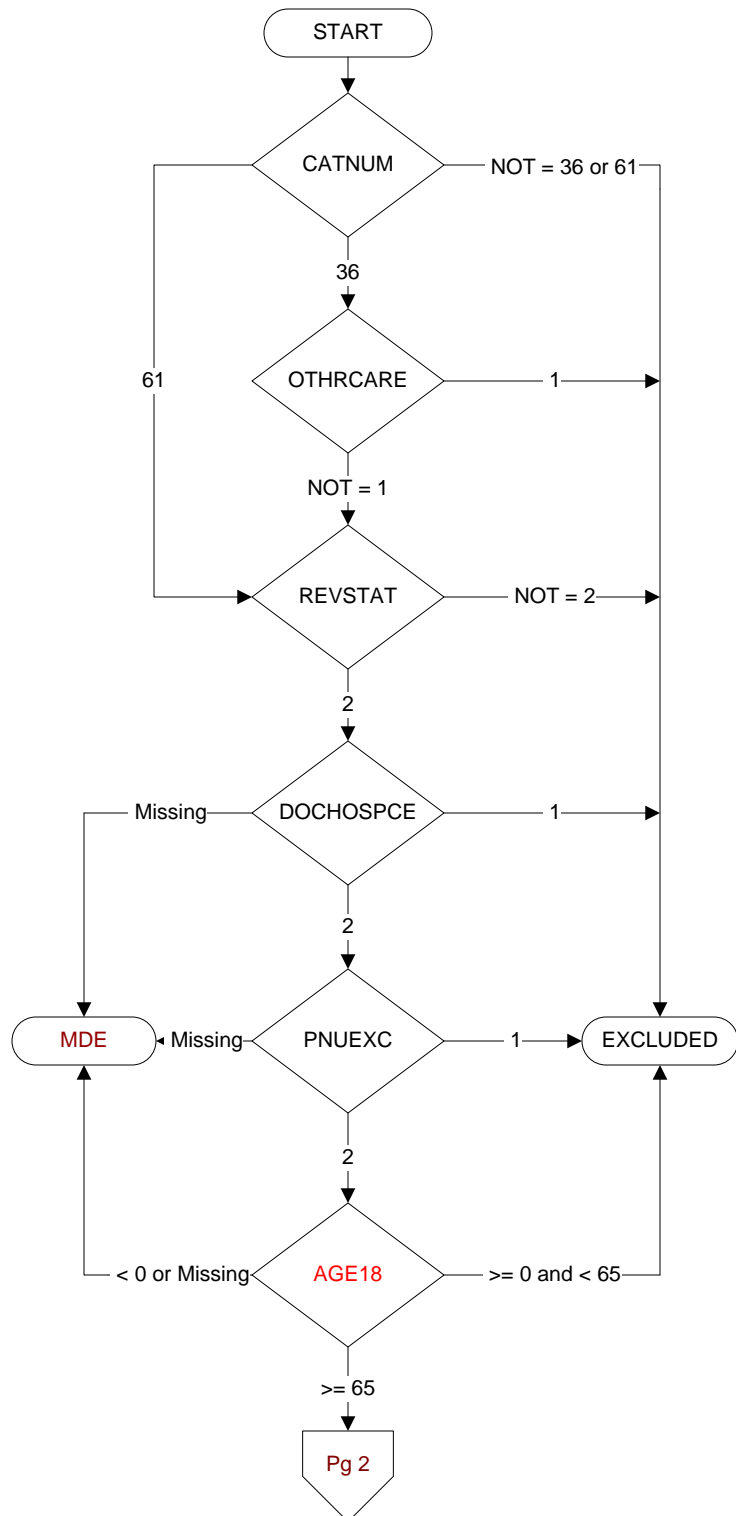 START
CATNUM
NOT = 36 or 61
36
61
OTHRCARE
1
NOT = 1
REVSTAT
NOT = 2
2
Missing
DOCHOSPCE
1
2
MDE
Missing
PNUEXC
1
EXCLUDED
2
< 0 or Missing
AGE18
>= 0 and < 65
>= 65
Pg 2